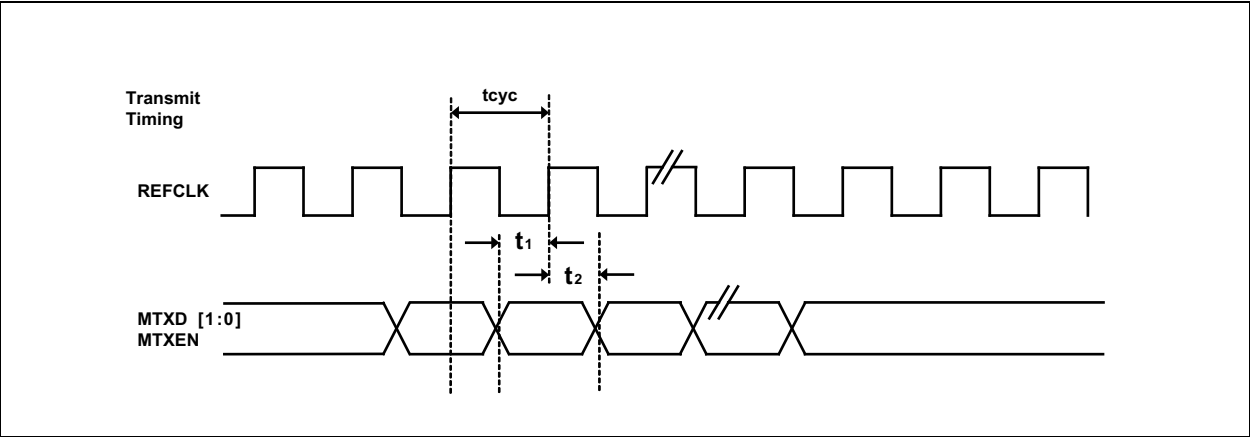 Transmit
Timing
tcyc
REFCLK
t1
t2
MTXD [1:0]
MTXEN